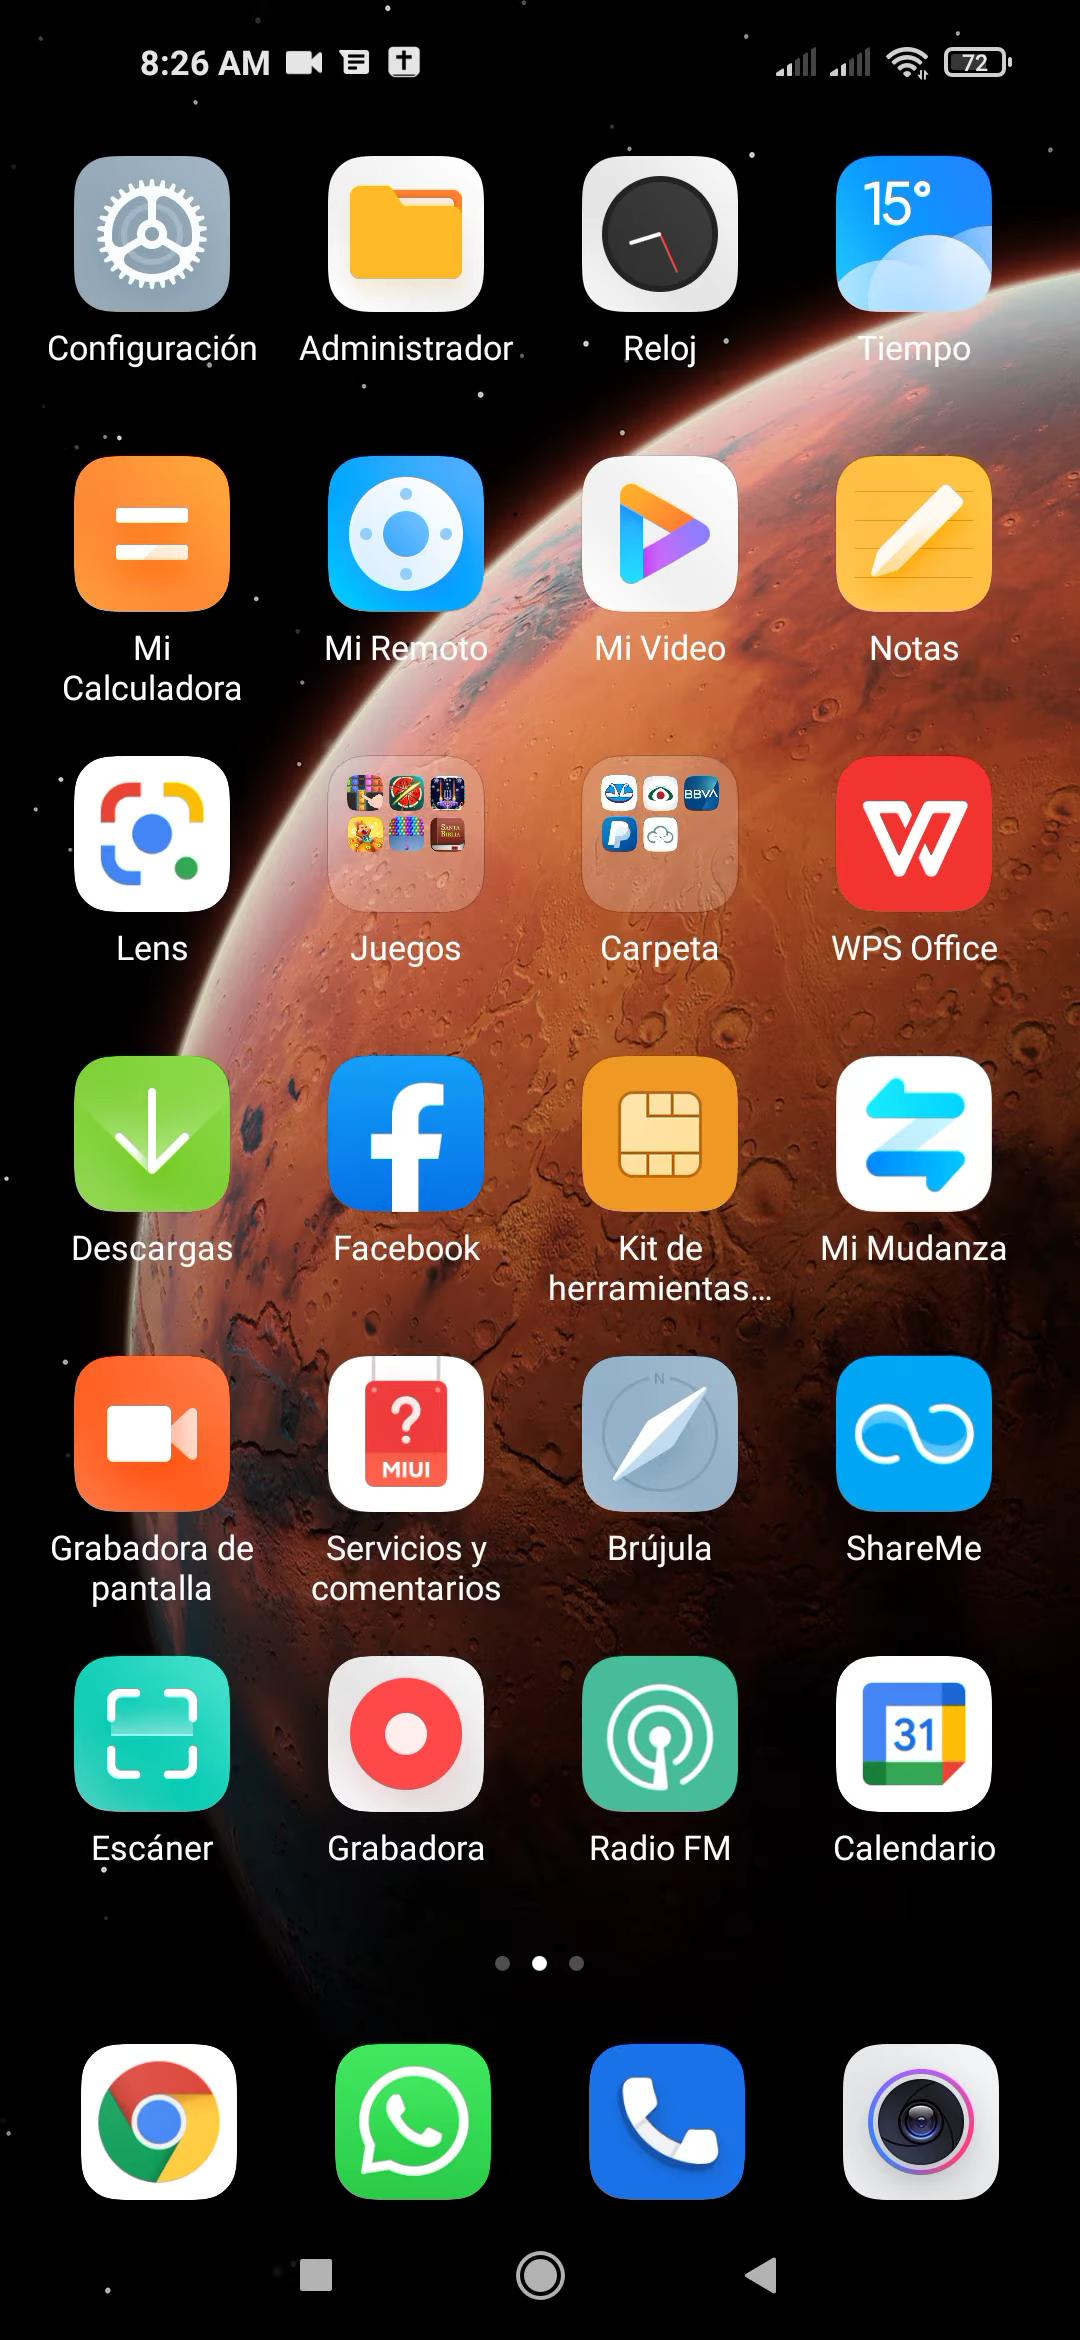 8:26 AM
72
15°
Configuración
Administrador
Reloj
Tiempo
Mi
Calculadora
Mi Remoto
Mi Video
Notas
SANTA
BIBLIA
BBVA
Lens
Juegos
Carpeta
WPS Office
Descargas
Facebook
Kit de
herramientas...
Mi Mudanza
MIUI
N
Grabadora de
pantalla
Servicios y
comentarios
Brújula
ShareMe
31
Escáner
Grabadora
Radio FM
Calendario